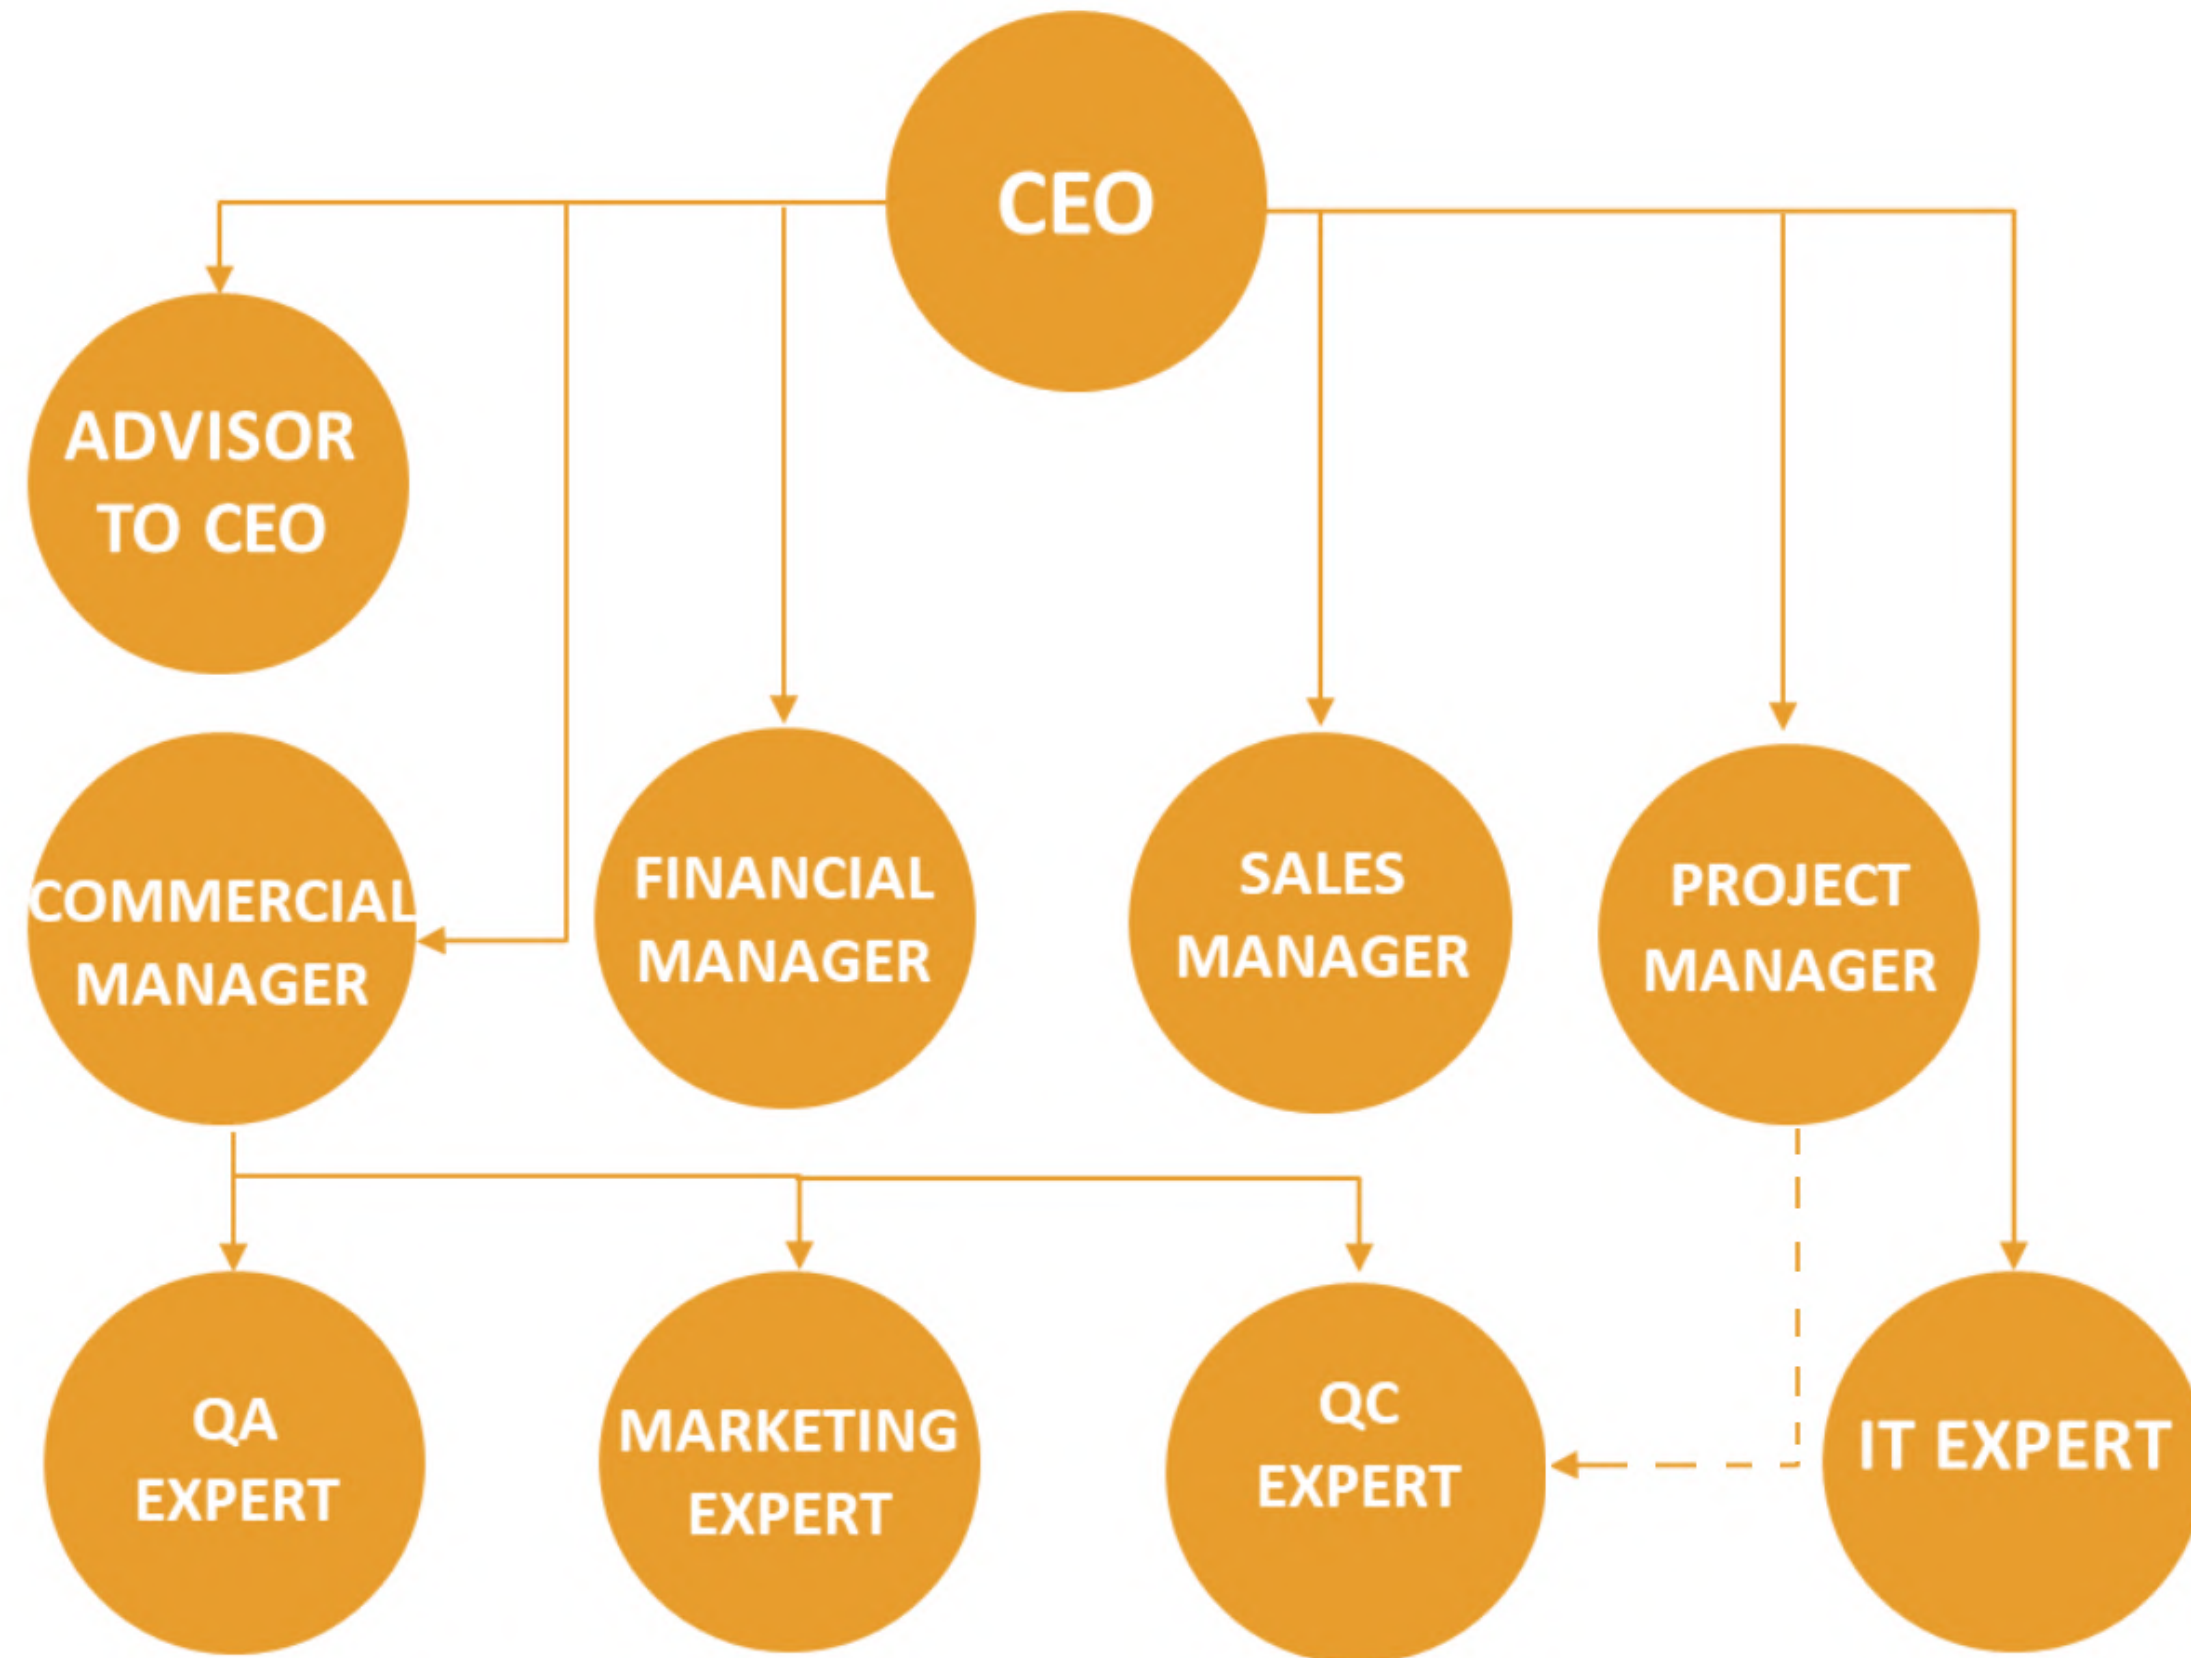 CEO
ADVISOR
TO CEO
COMMERCIAL
MANAGER
FINANCIAL
MANAGER
SALES
MANAGER
PROJECT
MANAGER
QA
EXPERT
MARKETING
EXPERT
QC
EXPERT
IT EXPERT